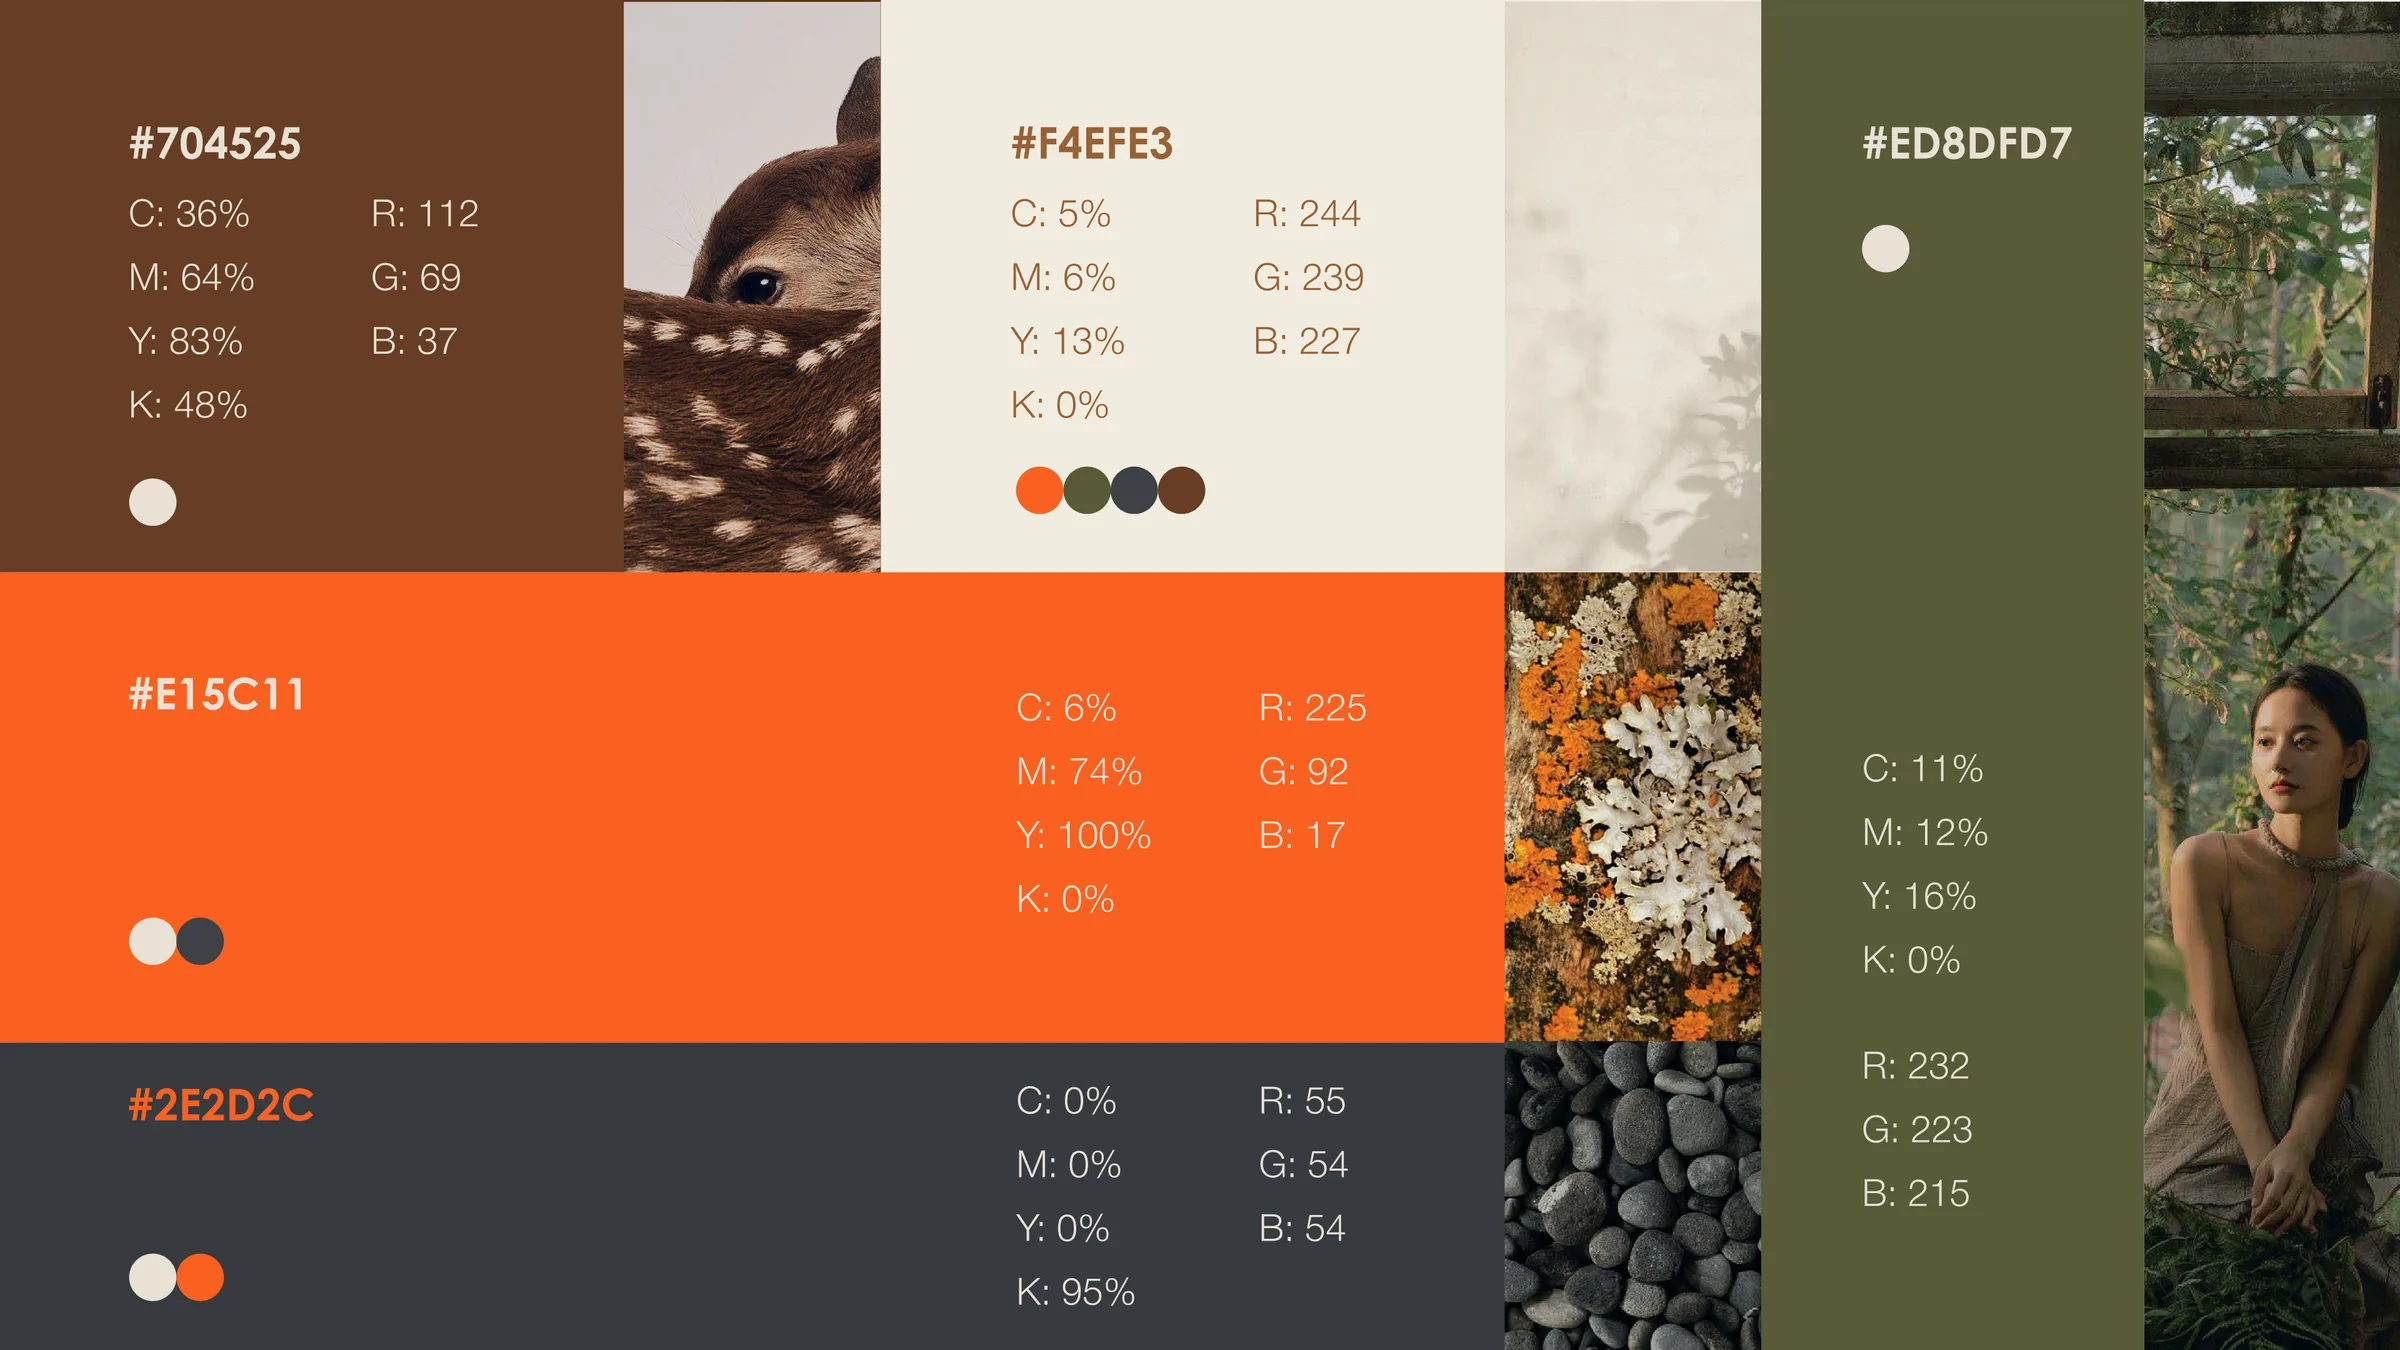 #704525
C: 36% R: 112
M: 64% G: 69
Y: 83% B: 37
K: 48%
#F4EFE3
C: 5% R: 244
M: 6% G: 239
Y: 13% B: 227
K: 0%
#E15C11
C: 6% R: 225
M: 74% G: 92
Y: 100% B: 17
K: 0%
#2E2D2C
C: 0% R: 55
M: 0% G: 54
Y: 0% B: 54
K: 95%
#ED8DFD7
C: 11%
M: 12%
Y: 16%
K: 0%
R: 232
G: 223
B: 215